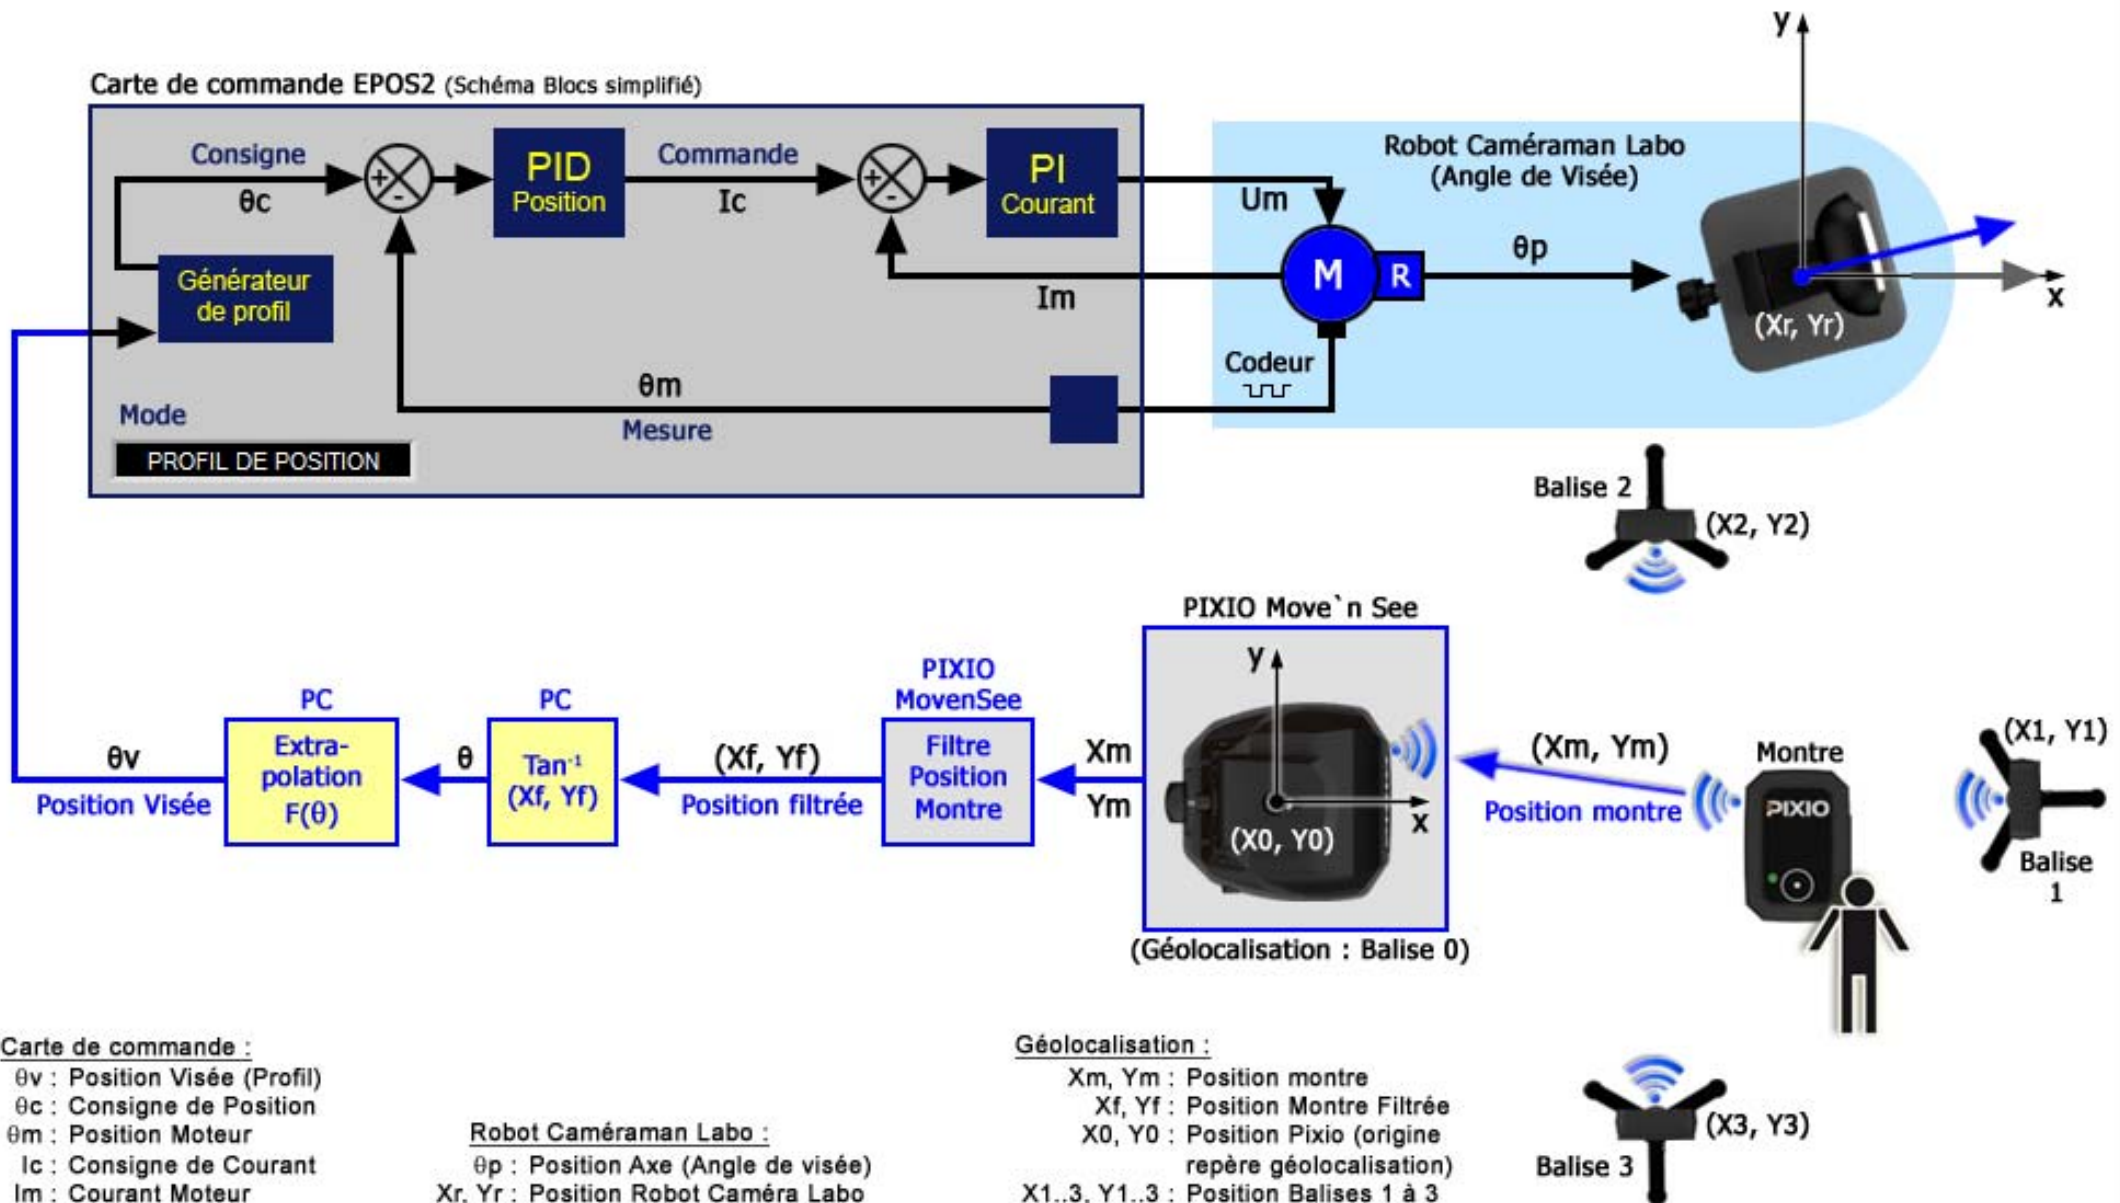 y
Carte de commande EPOS2 (Schéma Blocs simplifié)
Consigne
θc
+
-
PID
Position
Commande
Ic
+
-
PI
Courant
Um
Robot Caméraman Labo
(Angle de Visée)
Générateur
de profil
Im
M
R
θp
(Xr, Yr)
x
Codeur
θm
Mesure
Mode
PROFIL DE POSITION
Balise 2
(X2, Y2)
PIXIO Move`n See
y
x
(X0, Y0)
(Géolocalisation : Balise 0)
θv
Position Visée
PC
Extra-
polation
F(θ)
θ
PC
Tan-1
(Xf, Yf)
(Xf, Yf)
Position filtrée
PIXIO
MovenSee
Filtre
Position
Montre
Xm
Ym
(Xm, Ym)
Position montre
Montre
PIXIO
(X1, Y1)
Balise
1
Carte de commande :
θv : Position Visée (Profil)
θc : Consigne de Position
θm : Position Moteur
Ic : Consigne de Courant
Im : Courant Moteur
Robot Caméraman Labo :
θp : Position Axe (Angle de visée)
Xr, Yr : Position Robot Caméra Labo
Géolocalisation :
Xm, Ym : Position montre
Xf, Yf : Position Montre Filtrée
X0, Y0 : Position Pixio (origine
repère géolocalisation)
X1..3, Y1..3 : Position Balises 1 à 3
(X3, Y3)
Balise 3